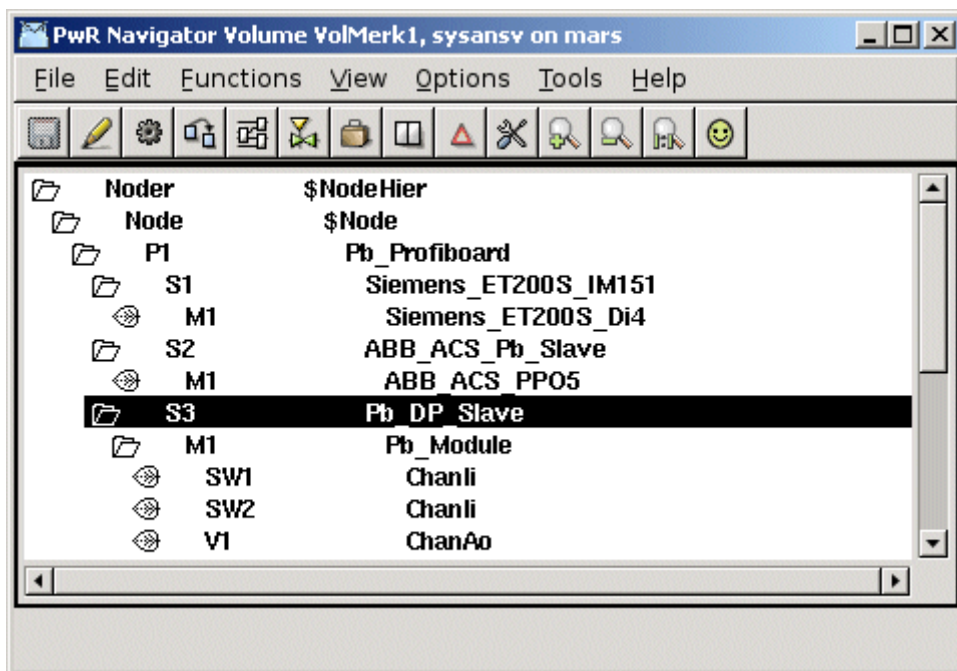 PwR Navigator Volume VolMerk1, sysansv on mars
File Edit Functions View Options Tools Help
Noder $NodeHier
Node $Node
P1 Pb_Profiboard
S1 Siemens_ET200S_IM151
M1 Siemens_ET200S_Di4
S2 ABB_ACS_Pb_Slave
M1 ABB_ACS_PPO5
S3 Pb_DP_Slave
M1 Pb_Module
SW1 ChanIi
SW2 ChanIi
V1 ChanAo